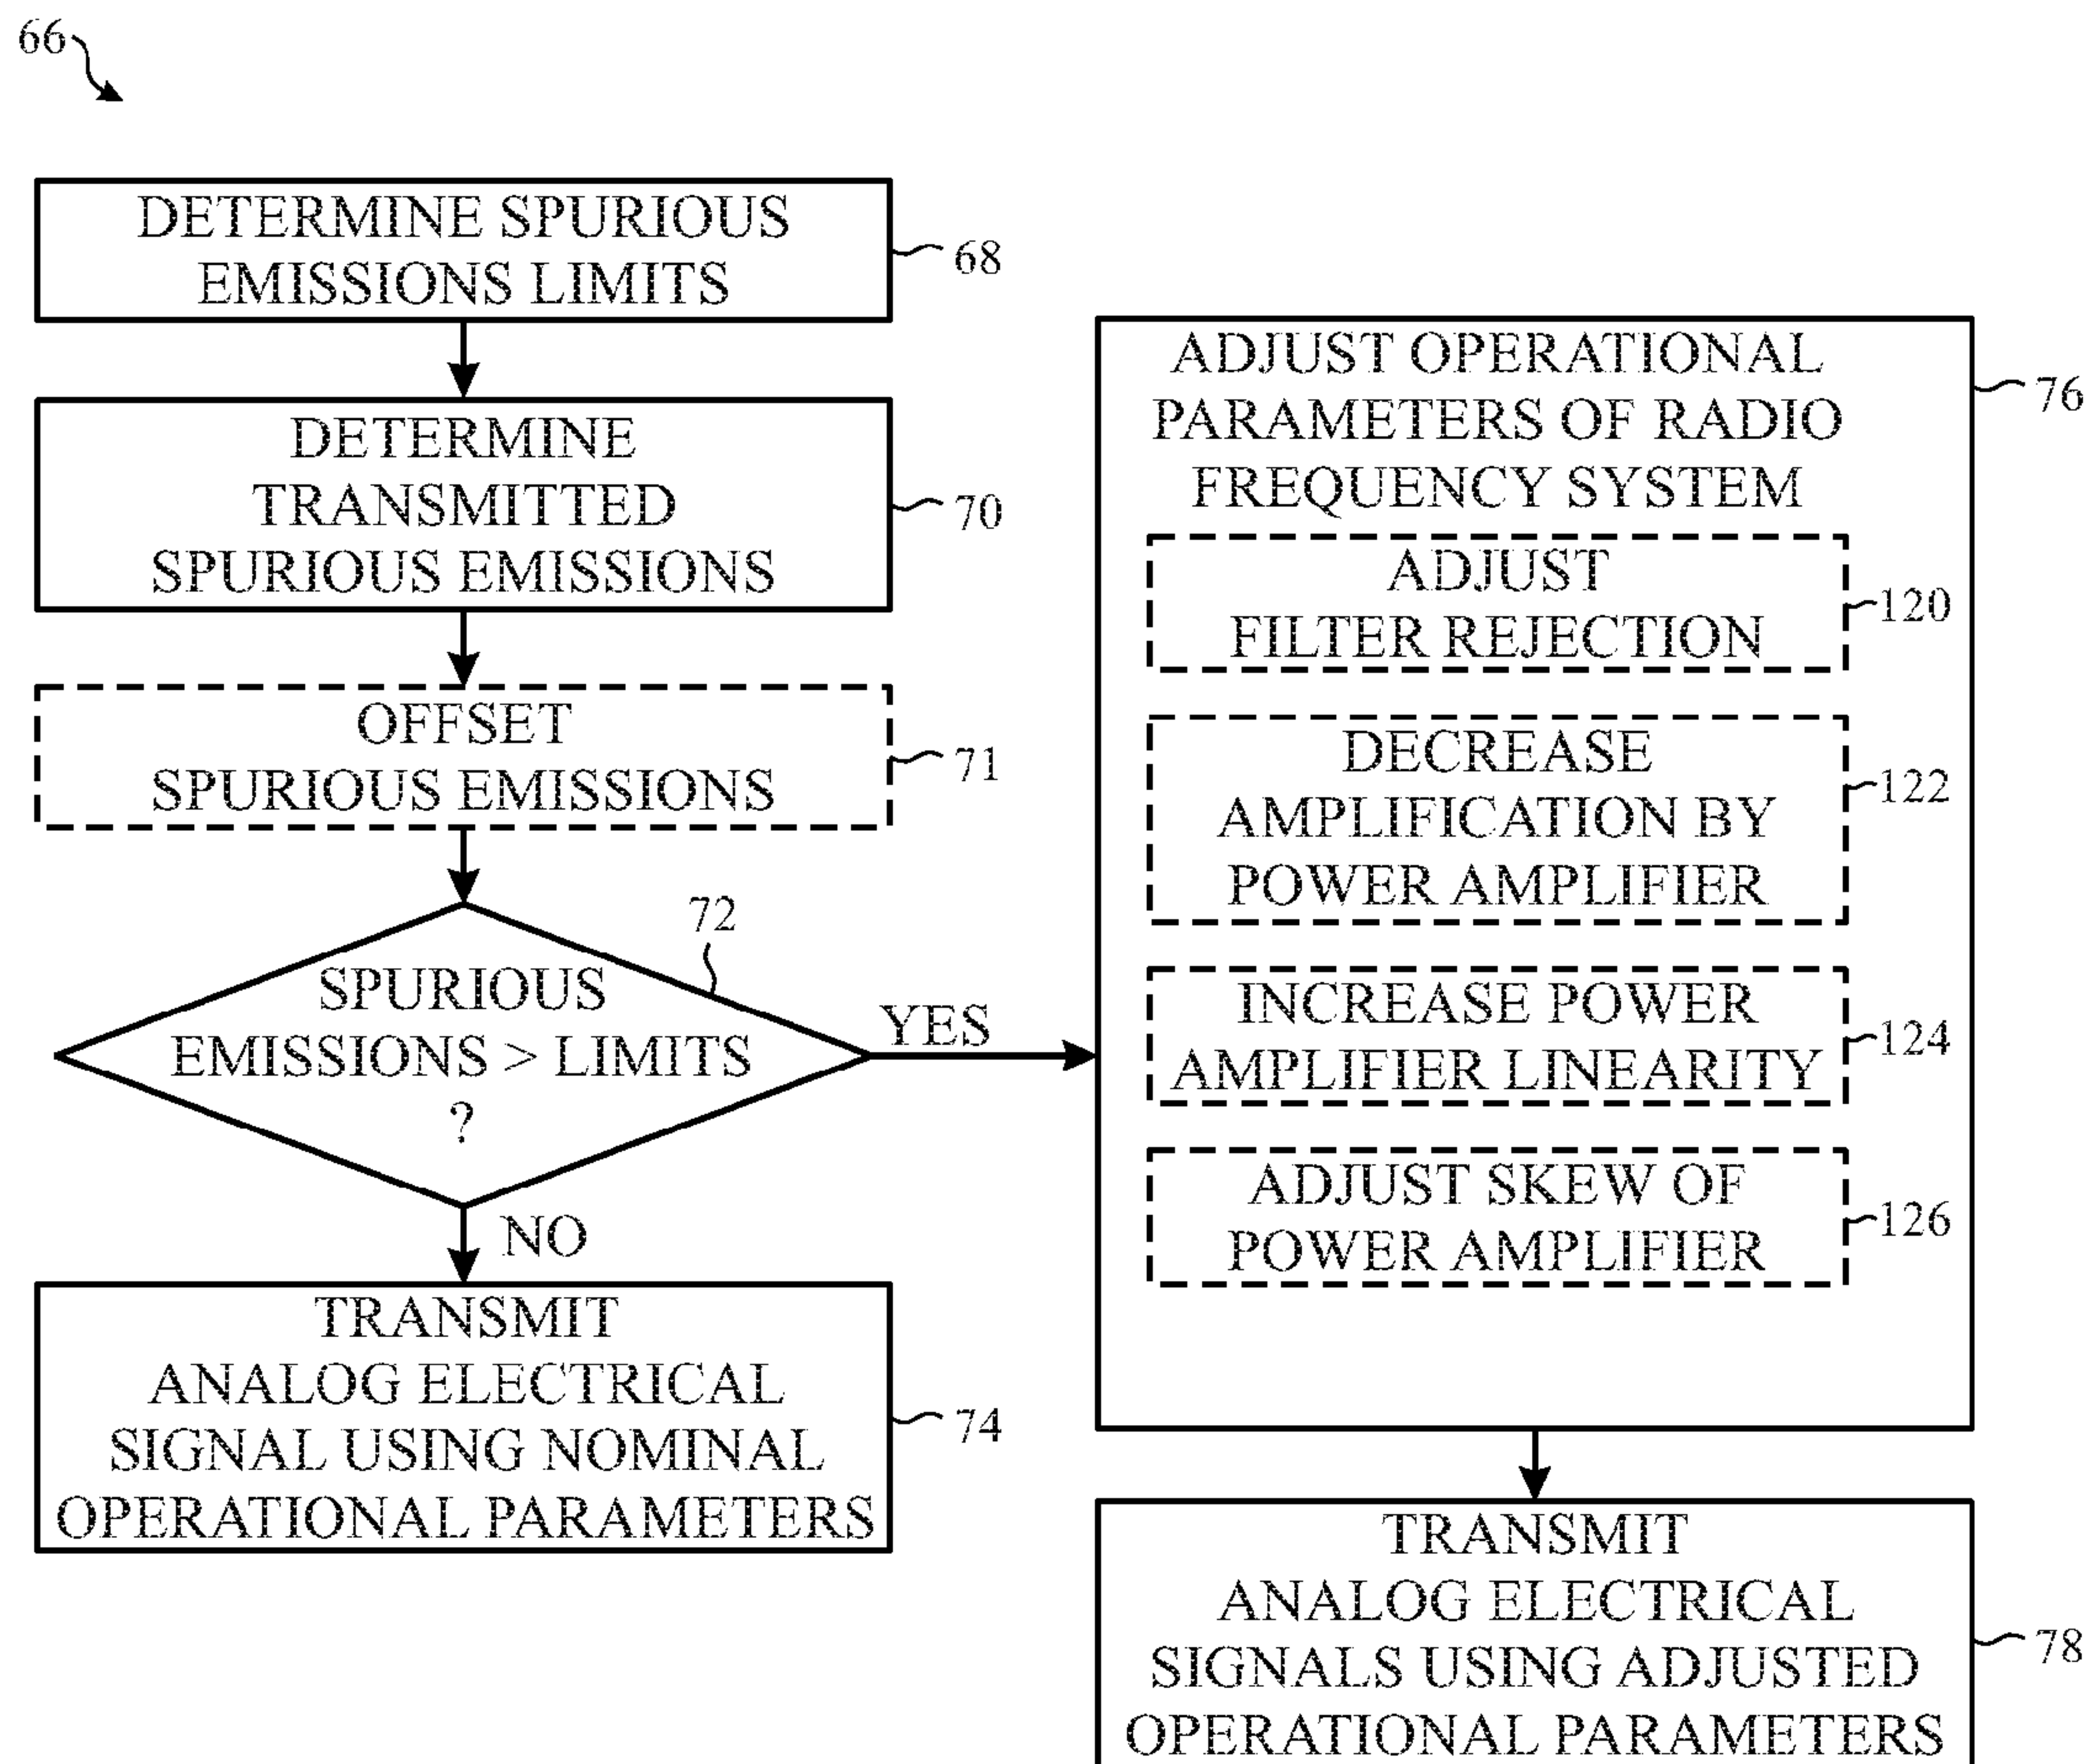 66
DETERMINE SPURIOUS
EMISSIONS LIMITS
68
DETERMINE
TRANSMITTED
SPURIOUS EMISSIONS
70
OFFSET
SPURIOUS EMISSIONS
71
72
SPURIOUS
EMISSIONS > LIMITS
?
YES
NO
TRANSMIT
ANALOG ELECTRICAL
SIGNAL USING NOMINAL
OPERATIONAL PARAMETERS
74
ADJUST OPERATIONAL
PARAMETERS OF RADIO
FREQUENCY SYSTEM
76
ADJUST
FILTER REJECTION
120
DECREASE
AMPLIFICATION BY
POWER AMPLIFIER
122
INCREASE POWER
AMPLIFIER LINEARITY
124
ADJUST SKEW OF
POWER AMPLIFIER
126
TRANSMIT
ANALOG ELECTRICAL
SIGNALS USING ADJUSTED
OPERATIONAL PARAMETERS
78